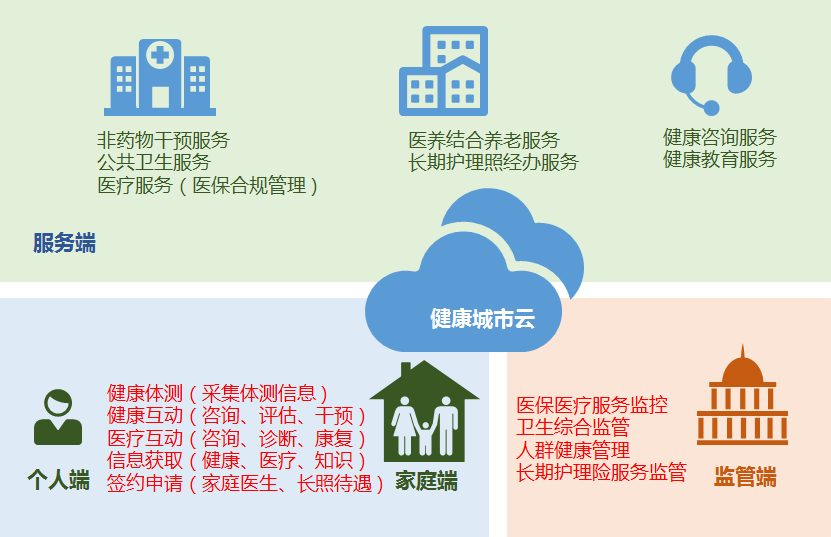 非药物干预服务
公共卫生服务
医疗服务（医保合规管理）
医养结合养老服务
长期护理照经办服务
健康咨询服务
健康教育服务
服务端
健康城市云
健康体测（采集体测信息）
健康互动（咨询、评估、干预）
医疗互动（咨询、诊断、康复）
信息获取（健康、医疗、知识）
签约申请（家庭医生、长照待遇）
个人端
家庭端
医保医疗服务监控
卫生综合监管
人群健康管理
长期护理险服务监管
监管端